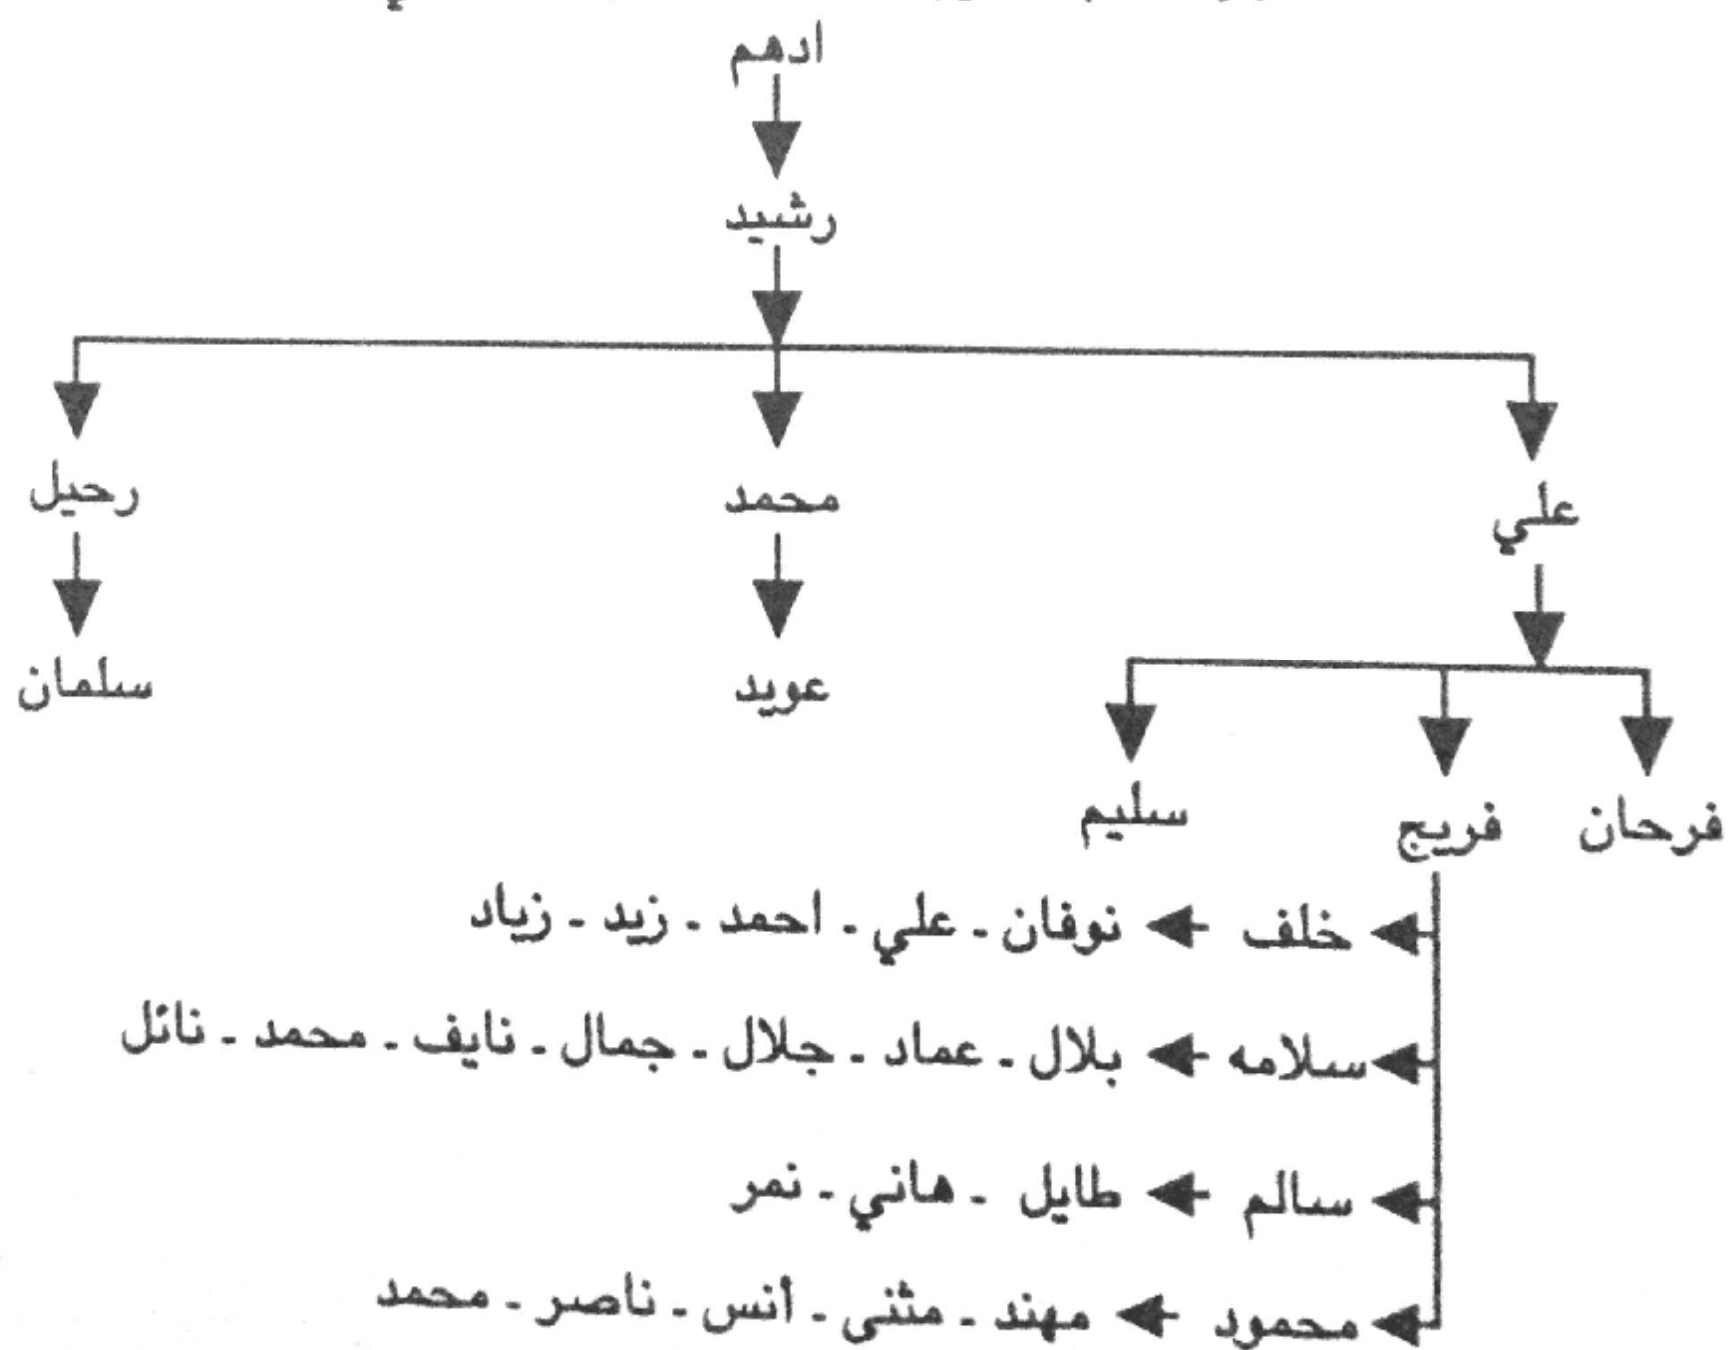 ادهم
رشيد
علي
محمد
رحيل
فرحان
فريج
سليم
عويد
سلمان
خلف نوفان - علي - احمد - زيد - زياد
سلامه بلال - عماد - جلال - جمال - نايف - محمد - نائل
سالم طايل - هاني - نمر
محمود مهند - مثنى - أنس - ناصر - محمد